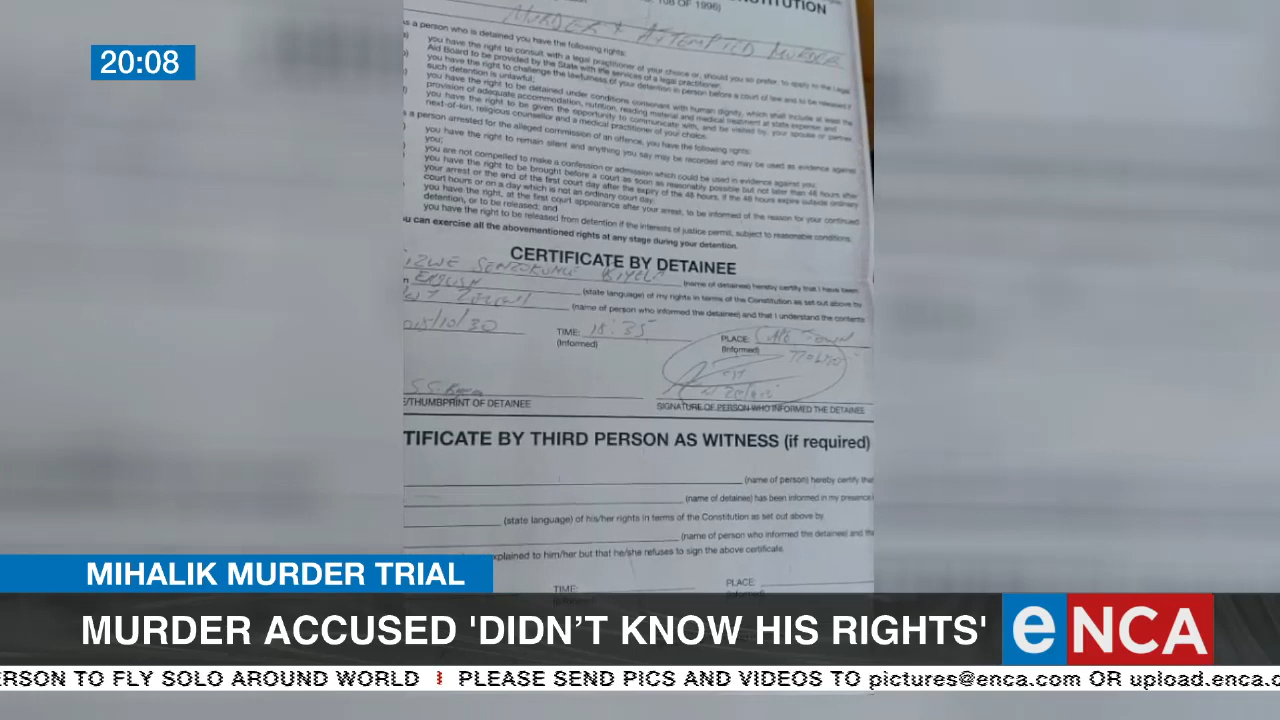 NSTITUTION
108 OF 1996)
20:08
MURDER & ATTEMPTED MURDER
as a person who is detained you have the following rights:
you have the right to consult with a legal practitioner of your choice or, should you so prefer, to apply to the Legal
Aid Board to be provided by the State with the services of a legal practitioner;
you have the right to challenge the lawfulness of your detention in person before a court of law and to be released if
such detention is unlawful;
you have the right to be detained under conditions consonant with human dignity, which shall include at least the
provision of adequate accommodation, nutrition, reading material and medical treatment at state expense; and
you have the right to be given the opportunity to communicate with, and be visited by, your spouse or partner,
next-of-kin, religious counsellor and a medical practitioner of your choice.
a person arrested for the alleged commission of an offence, you have the following rights:
you have the right to remain silent and anything you say may be recorded and may be used as evidence against
you;
you are not compelled to make a confession or admission which could be used in evidence against you;
you have the right to be brought before a court as soon as reasonably possible but not later than 48 hours after
your arrest or the end of the first court day after the expiry of the 48 hours, if the 48 hours expire outside ordinary
court hours or on a day which is not an ordinary court day;
you have the right, at the first court appearance after your arrest, to be informed of the reason for your continued
detention, or to be released; and
you have the right to be released from detention if the interests of justice permit, subject to reasonable conditions.
ou can exercise all the abovementioned rights at any stage during your detention.
CERTIFICATE BY DETAINEE
IZWE (name of detainee) hereby certify that I have been
ENGLISH (state language) of my rights in terms of the Constitution as set out above by
(name of person who informed the detainee) and that I understand the contents
/10/30 TIME: 18:35 PLACE: Cape Town
(Informed) (Informed)
S.S.
/THUMBPRINT OF DETAINEE SIGNATURE OF PERSON WHO INFORMED THE DETAINEE
TIFICATE BY THIRD PERSON AS WITNESS (if required)
(name of person) hereby certify that
(name of detainee) has been informed in my presence
(state language) of his/her rights in terms of the Constitution as set out above by
(name of person who informed the detainee) and the
explained to him/her but that he/she refuses to sign the above certificate.
TIME: PLACE:
MIHALIK MURDER TRIAL
MURDER ACCUSED 'DIDN'T KNOW HIS RIGHTS'
eNCA
ERSON TO FLY SOLO AROUND WORLD ! PLEASE SEND PICS AND VIDEOS TO pictures@enca.com OR upload.enca.c